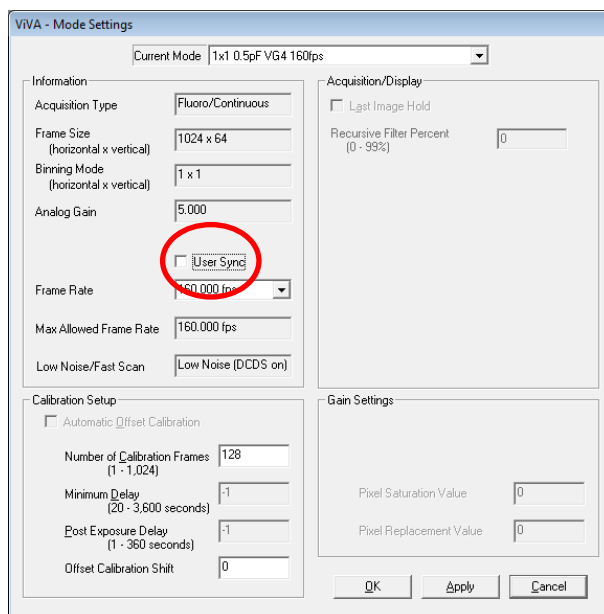 ViVA - Mode Settings
Current Mode 1x1 0.5pF VG4 160fps
Information
Acquisition Type Fluoro/Continuous
Frame Size 1024 x 64
(horizontal x vertical)
Binning Mode 1 x 1
(horizontal x vertical)
Analog Gain 5.000
User Sync
Frame Rate 160.000 fps
Max Allowed Frame Rate 160.000 fps
Low Noise/Fast Scan Low Noise (DCDS on)
Acquisition/Display
Last Image Hold
Recursive Filter Percent 0
(0 - 99%)
Calibration Setup
Automatic Offset Calibration
Number of Calibration Frames 128
(1 - 1,024)
Minimum Delay -1
(20 - 3,600 seconds)
Post Exposure Delay -1
(1 - 360 seconds)
Offset Calibration Shift 0
Gain Settings
Pixel Saturation Value 0
Pixel Replacement Value 0
OK Apply Cancel